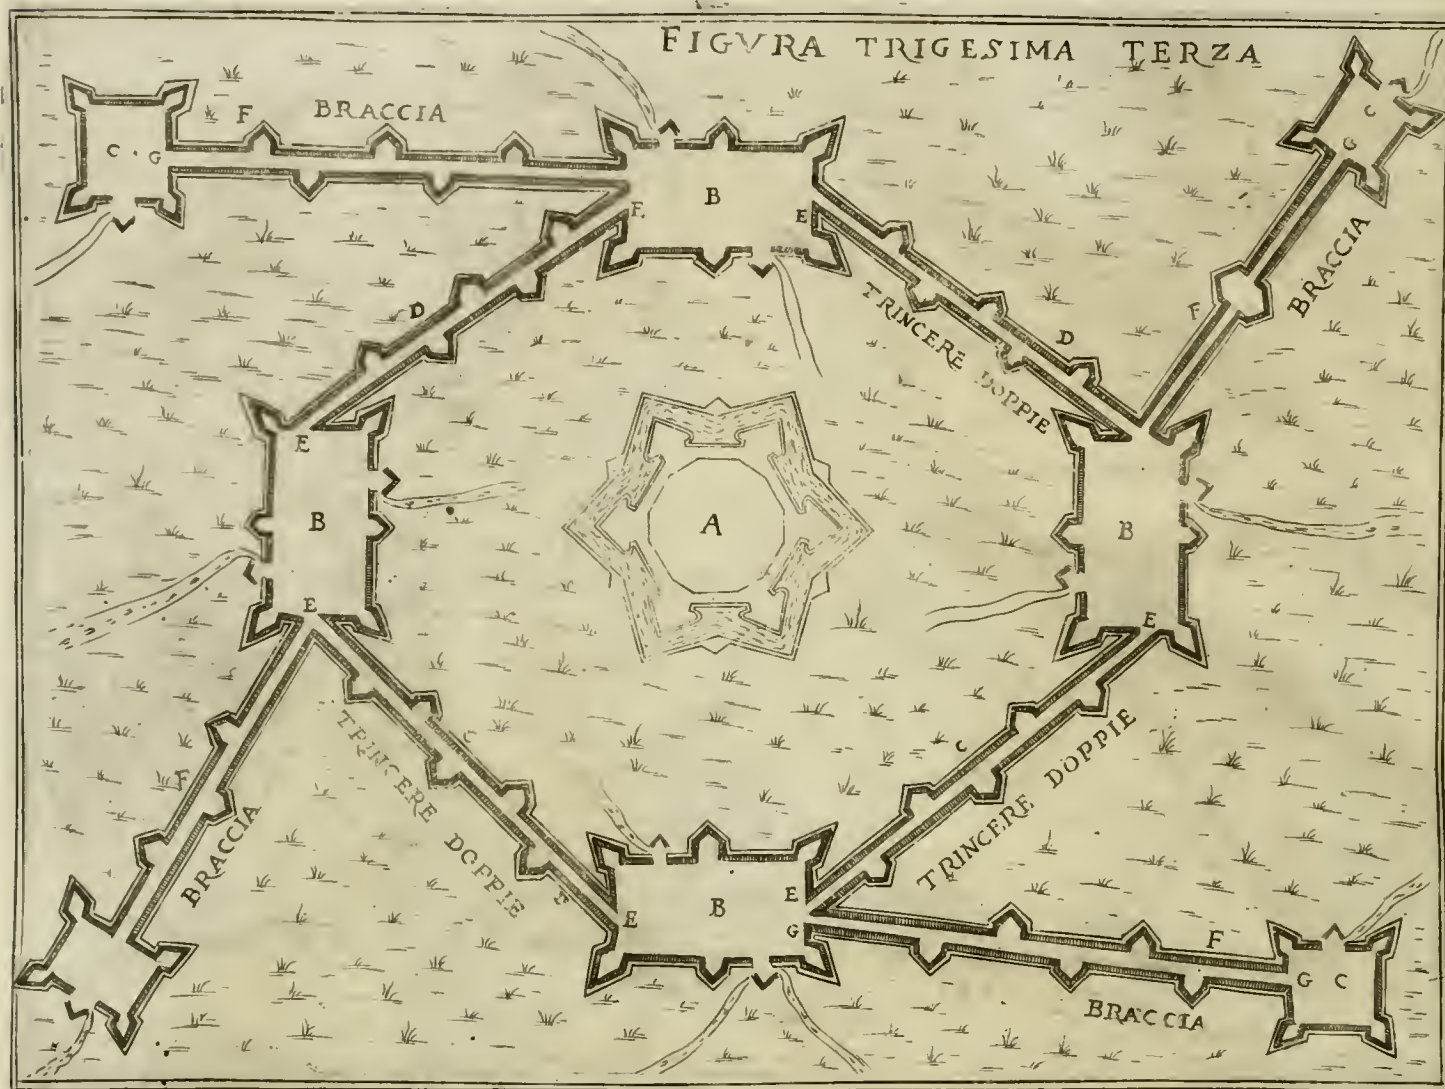 FIGVRA TRIGESIMA TERZA
F BRACCIA
C G
C
G
B
E
E
F
BRACCIA
D
D
TRINCERE DOPPIE
E
B
A
B
E
E
F
BRACCIA
C
TRINCERE DOPPIE
C
TRINCERE DOPPIE
E
B
E
G
F
G C
BRACCIA